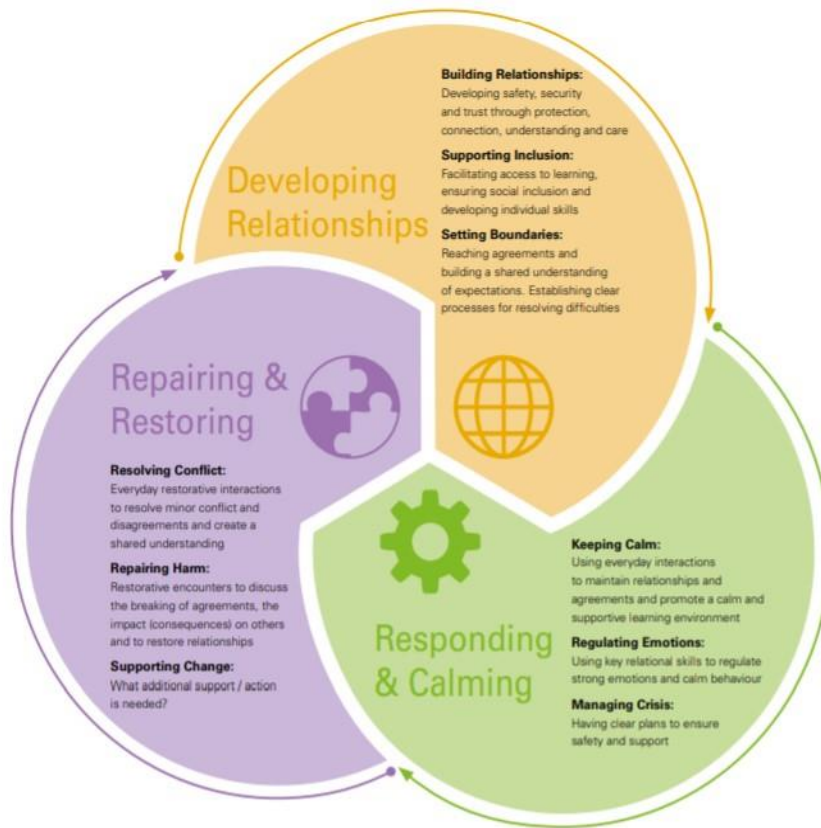 Developing
Relationships
Building Relationships:
Developing safety, security
and trust through protection,
connection, understanding and care
Supporting Inclusion:
Facilitating access to learning,
ensuring social inclusion and
developing individual skills
Setting Boundaries:
Reaching agreements and
building a shared understanding
of expectations. Establishing clear
processes for resolving difficulties
Repairing &
Restoring
Resolving Conflict:
Everyday restorative interactions
to resolve minor conflict and
disagreements and create a
shared understanding
Repairing Harm:
Restorative encounters to discuss
the breaking of agreements, the
impact (consequences) on others
and to restore relationships
Supporting Change:
What additional support / action
is needed?
Responding
& Calming
Keeping Calm:
Using everyday interactions
to maintain relationships and
agreements and promote a calm and
supportive learning environment
Regulating Emotions:
Using key relational skills to regulate
strong emotions and calm behaviour
Managing Crisis:
Having clear plans to ensure
safety and support